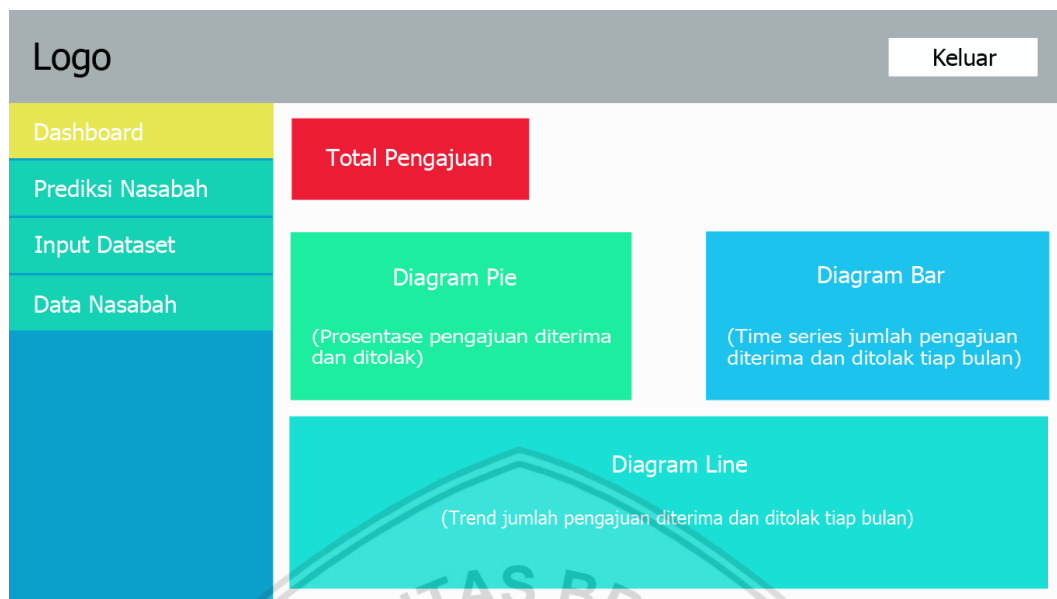 Logo
Keluar
Dashboard
Prediksi Nasabah
Input Dataset
Data Nasabah
Total Pengajuan
Diagram Pie
(Prosentase pengajuan diterima
dan ditolak)
Diagram Bar
(Time series jumlah pengajuan
diterima dan ditolak tiap bulan)
Diagram Line
(Trend jumlah pengajuan diterima dan ditolak tiap bulan)